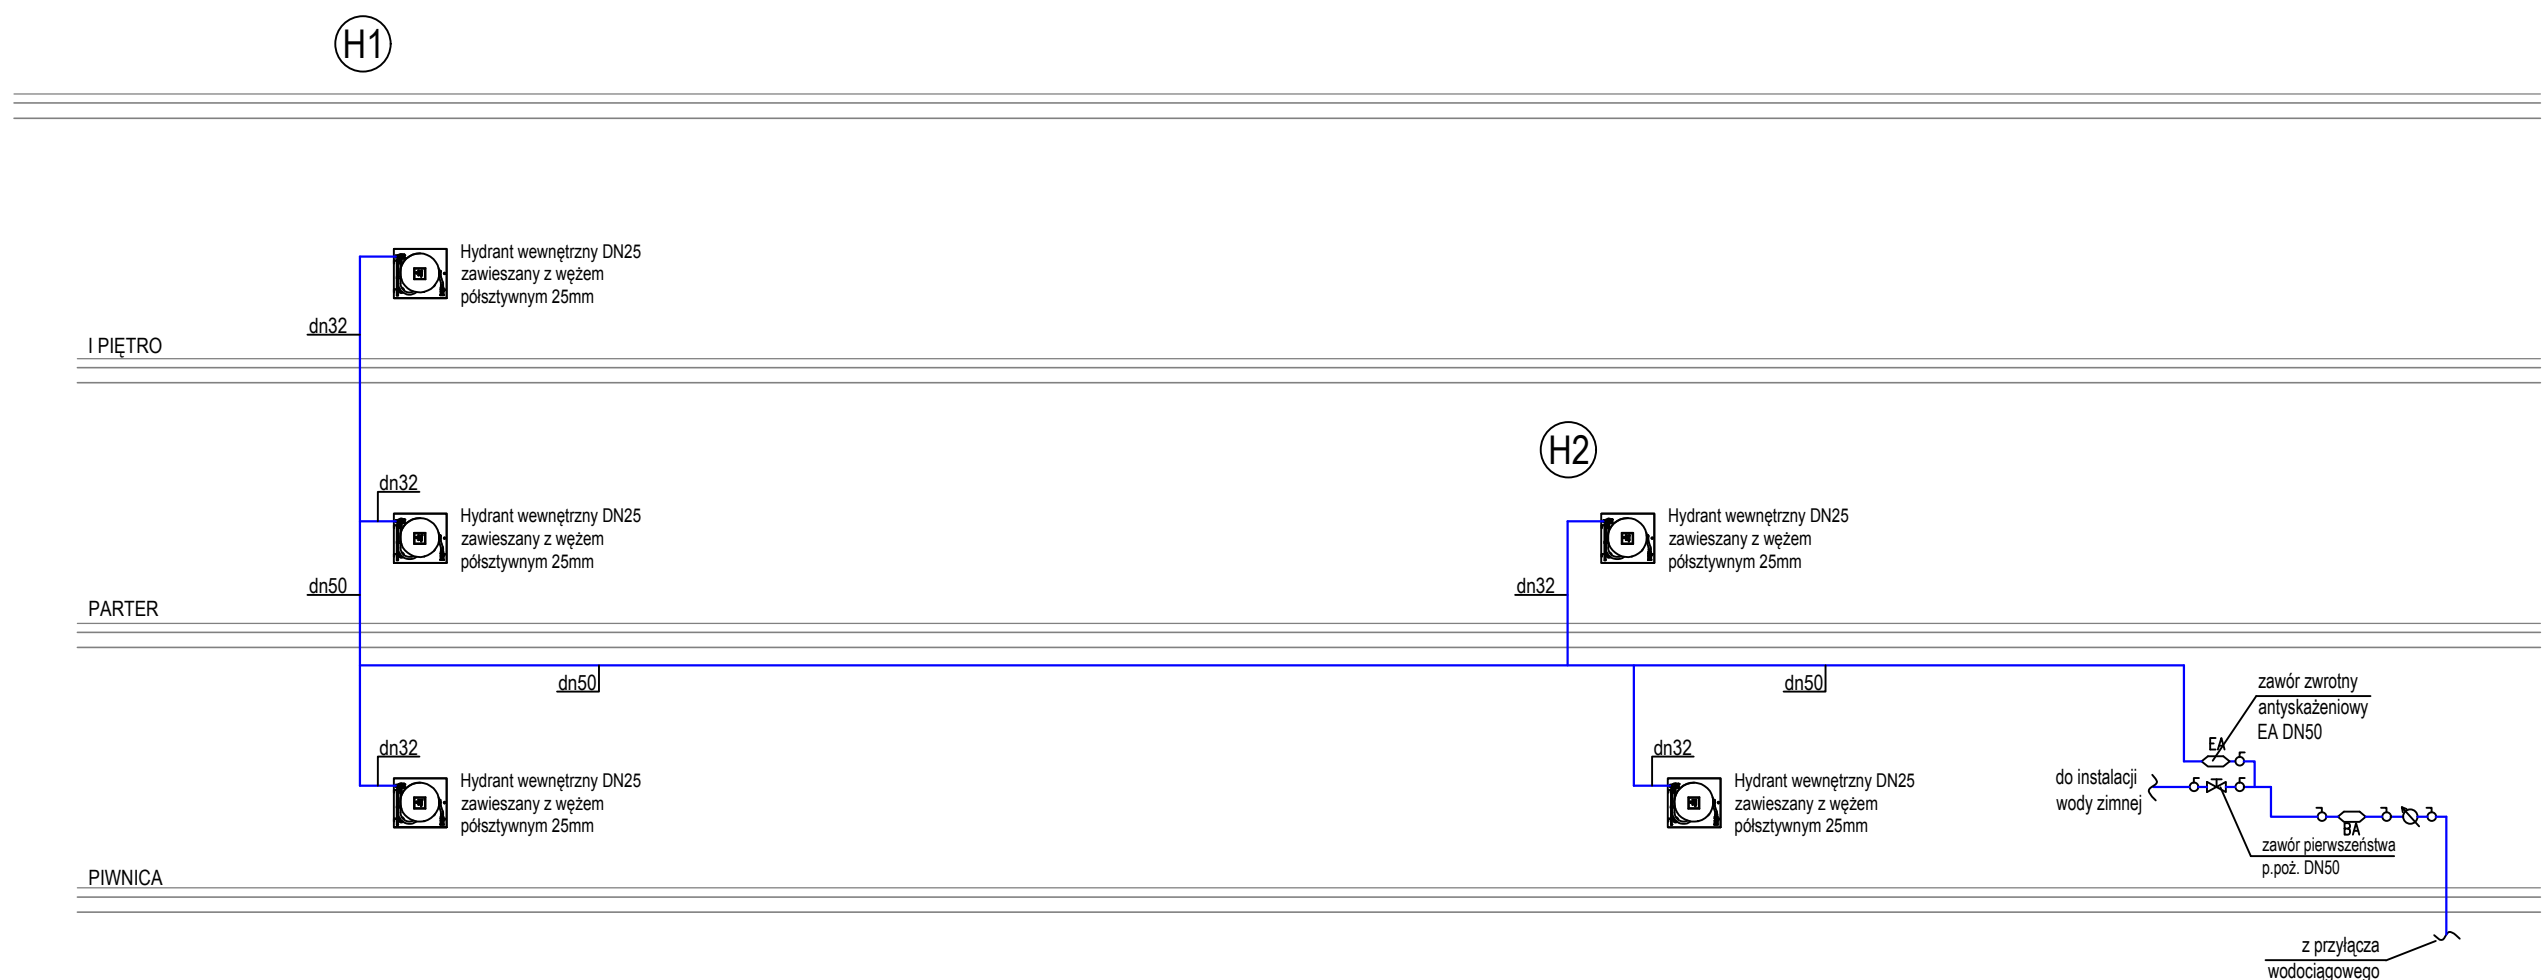 H1
Hydrant wewnętrzny DN25
zawieszany z wężem
półsztywnym 25mm
dn32
I PIĘTRO
H2
dn32
Hydrant wewnętrzny DN25
zawieszany z wężem
półsztywnym 25mm
Hydrant wewnętrzny DN25
zawieszany z wężem
półsztywnym 25mm
dn50
dn32
PARTER
dn50
dn50
zawór zwrotny
antyskażeniowy
EA DN50
EA
dn32
Hydrant wewnętrzny DN25
zawieszany z wężem
półsztywnym 25mm
dn32
Hydrant wewnętrzny DN25
zawieszany z wężem
półsztywnym 25mm
do instalacji
wody zimnej
BA
zawór pierwszeństwa
p.poż. DN50
PIWNICA
z przyłącza
wodociągowego